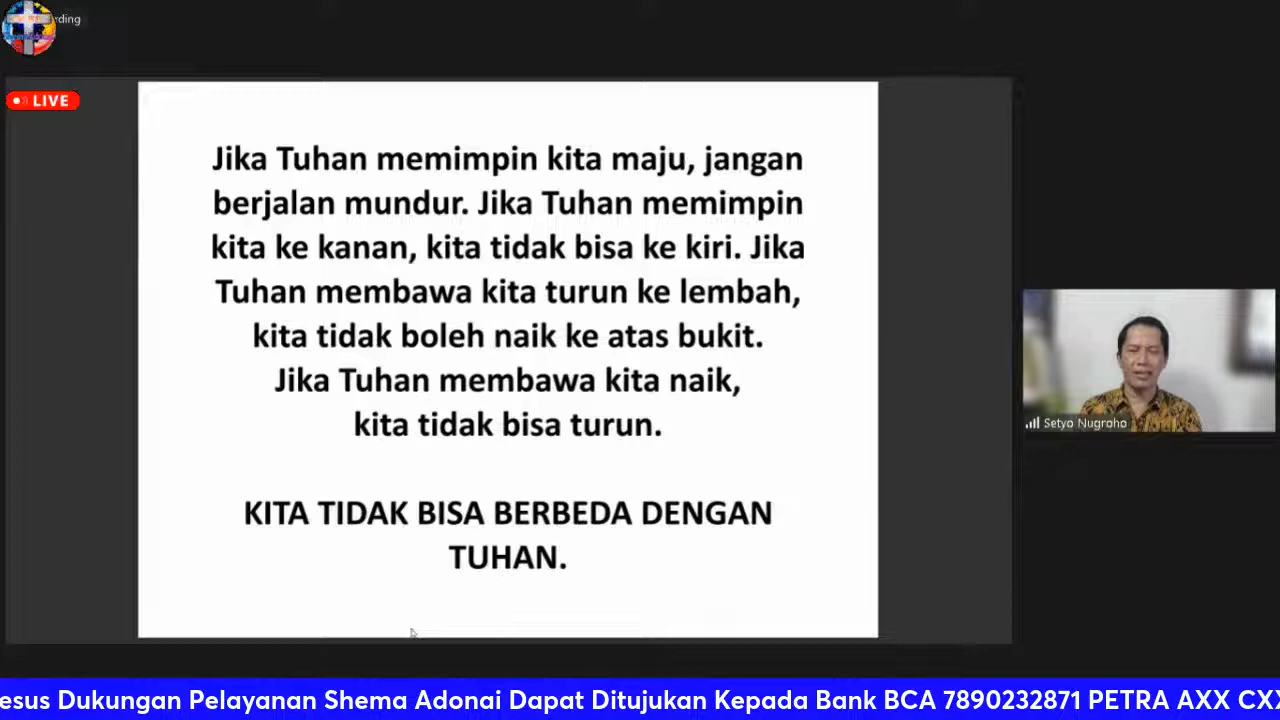 rding
LIVE
Jika Tuhan memimpin kita maju, jangan
berjalan mundur. Jika Tuhan memimpin
kita ke kanan, kita tidak bisa ke kiri. Jika
Tuhan membawa kita turun ke lembah,
kita tidak boleh naik ke atas bukit.
Jika Tuhan membawa kita naik,
kita tidak bisa turun.
KITA TIDAK BISA BERBEDA DENGAN
TUHAN.
Setyo Nugroho
esus Dukungan Pelayanan Shema Adonai Dapat Ditujukan Kepada Bank BCA 7890232871 PETRA AXX CXX